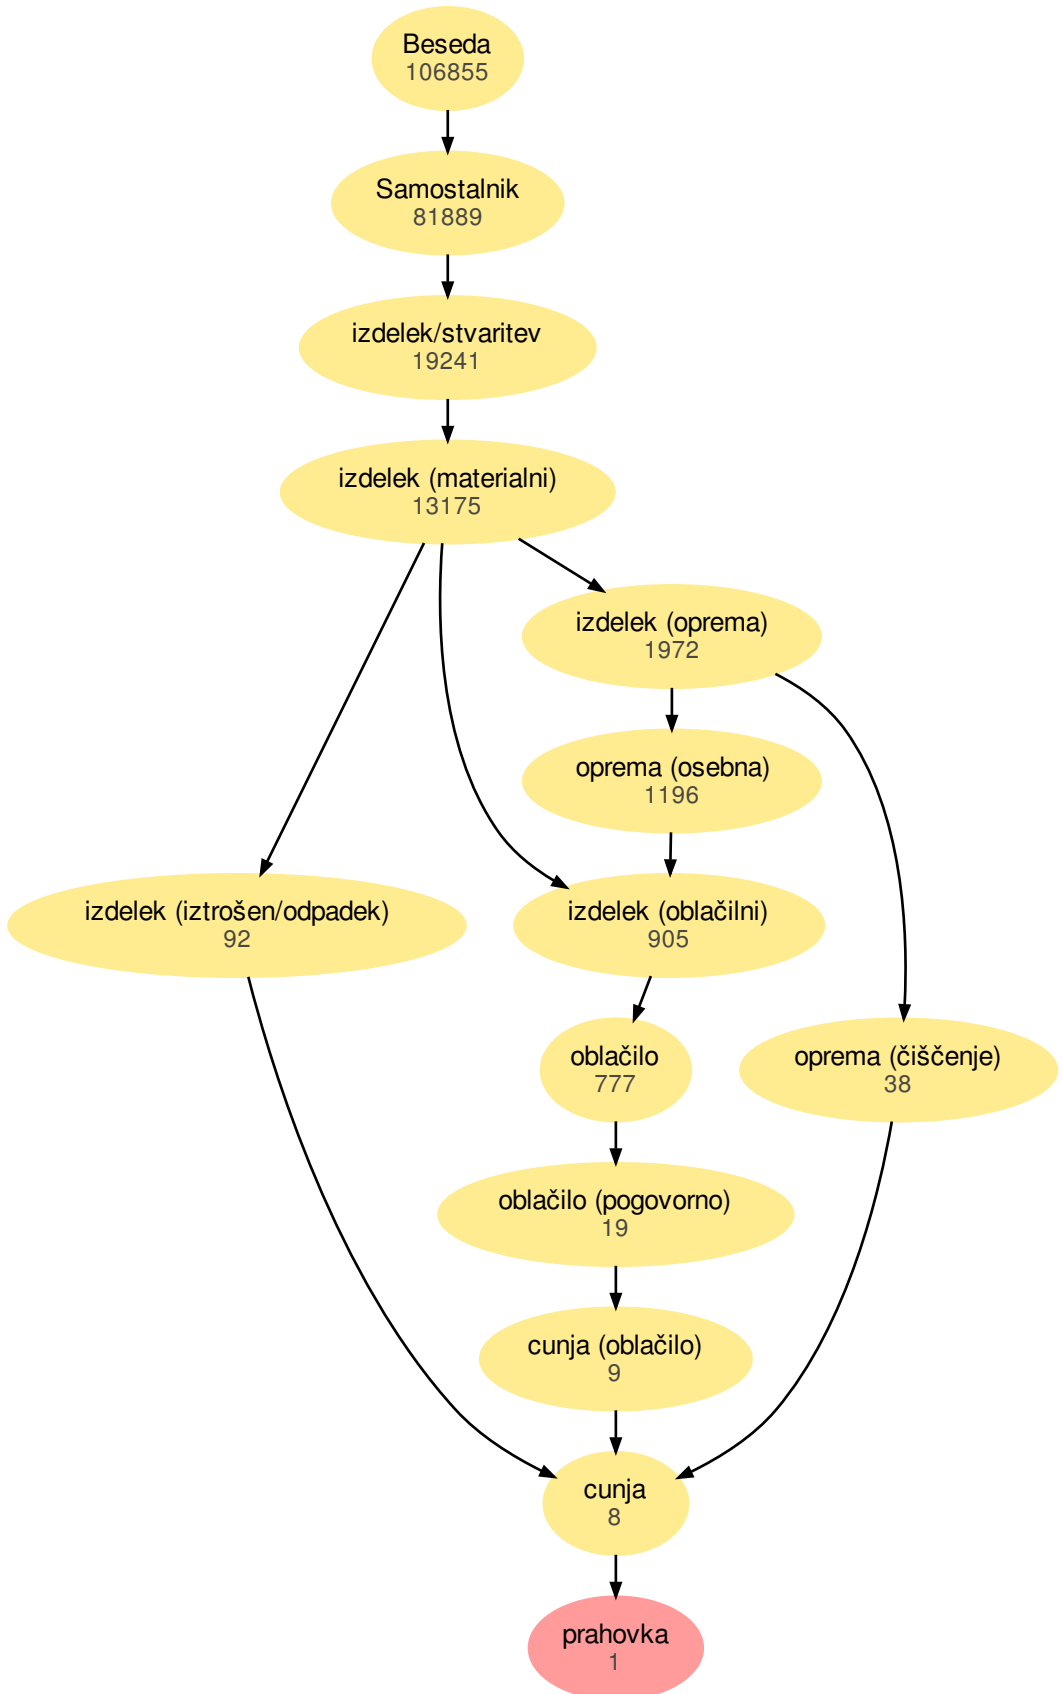 Beseda
106855
Samostalnik
81889
izdelek/stvaritev
19241
izdelek (materialni)
13175
izdelek (oprema)
1972
oprema (osebna)
1196
izdelek (iztrošen/odpadek)
92
izdelek (oblačilni)
905
oblačilo
777
oprema (čiščenje)
38
oblačilo (pogovorno)
19
cunja (oblačilo)
9
cunja
8
prahovka
1